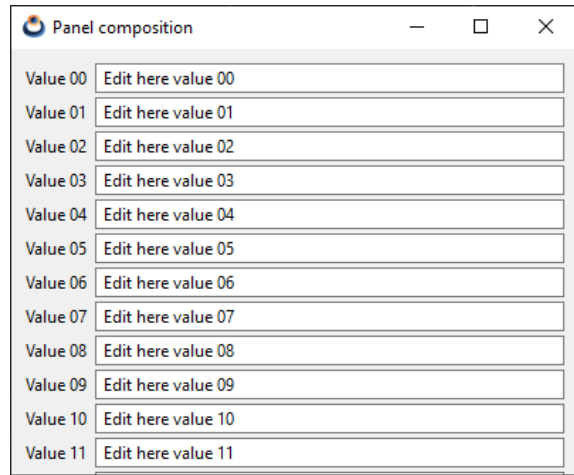 Panel composition
Value 00 Edit here value 00
Value 01 Edit here value 01
Value 02 Edit here value 02
Value 03 Edit here value 03
Value 04 Edit here value 04
Value 05 Edit here value 05
Value 06 Edit here value 06
Value 07 Edit here value 07
Value 08 Edit here value 08
Value 09 Edit here value 09
Value 10 Edit here value 10
Value 11 Edit here value 11